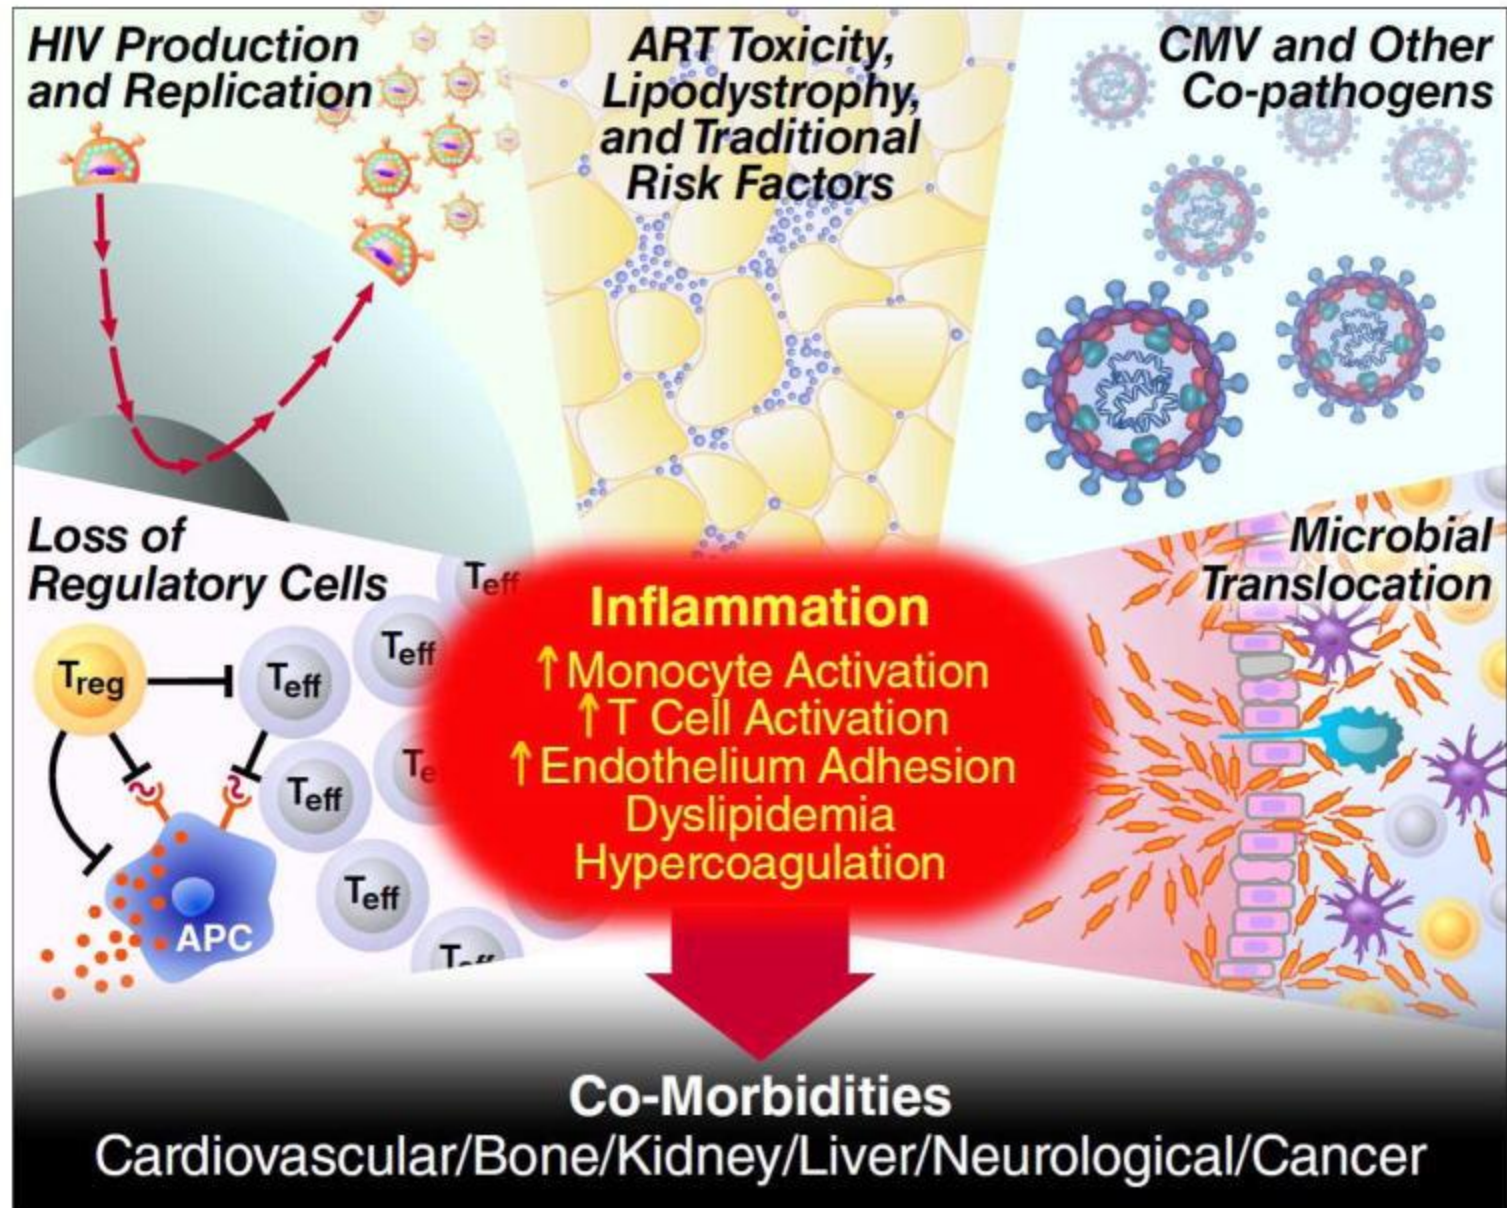 HIV Production
and Replication
ART Toxicity,
Lipodystrophy,
and Traditional
Risk Factors
CMV and Other
Co-pathogens
Loss of
Regulatory Cells
Teff
Treg
Teff
Teff
Teff
Te
Teff
APC
Microbial
Translocation
Inflammation
↑Monocyte Activation
↑T Cell Activation
↑Endothelium Adhesion
Dyslipidemia
Hypercoagulation
Co-Morbidities
Cardiovascular/Bone/Kidney/Liver/Neurological/Cancer